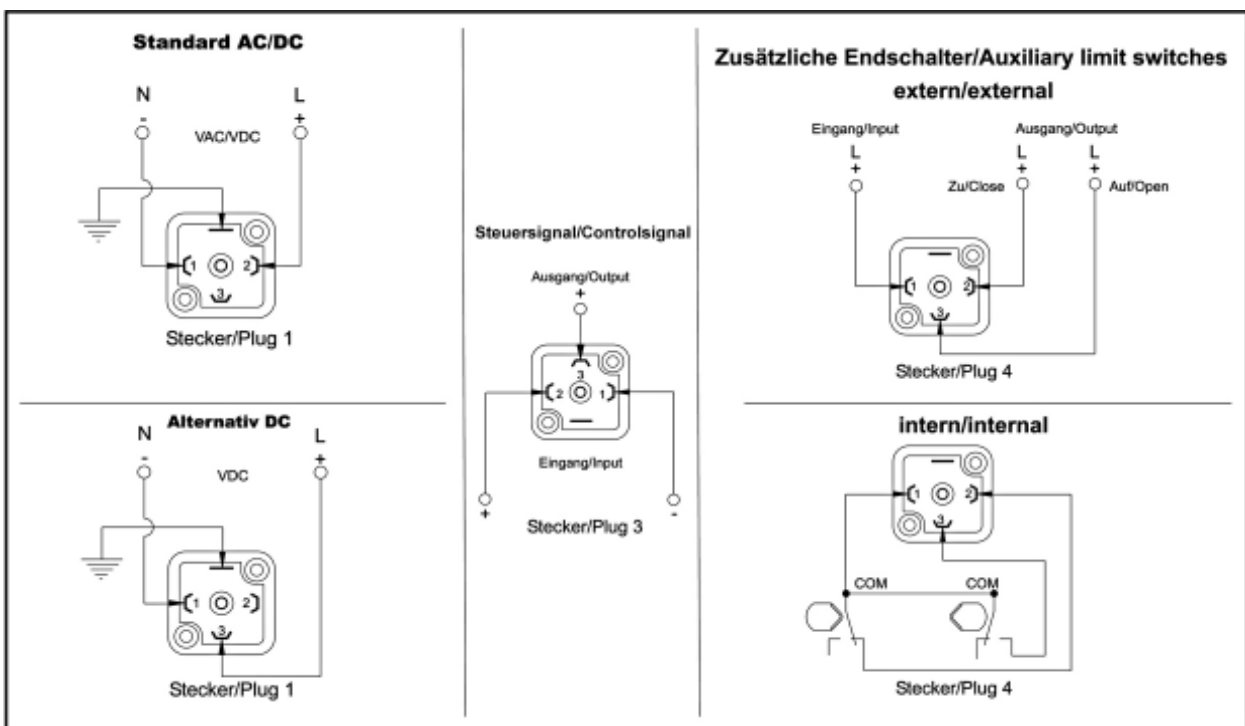 Standard AC/DC
N
-
L
+
VAC/VDC
1
2
3
Stecker/Plug 1
Alternativ DC
N
-
L
+
VDC
1
2
3
Stecker/Plug 1
Steuersignal/Controlsignal
Ausgang/Output
+
3
2
1
Eingang/Input
+
-
Stecker/Plug 3
Zusätzliche Endschalter/Auxiliary limit switches
extern/external
Eingang/Input
Ausgang/Output
L
+
L
+
L
+
Zu/Close
Auf/Open
1
2
3
Stecker/Plug 4
intern/internal
1
2
3
COM
COM
Stecker/Plug 4